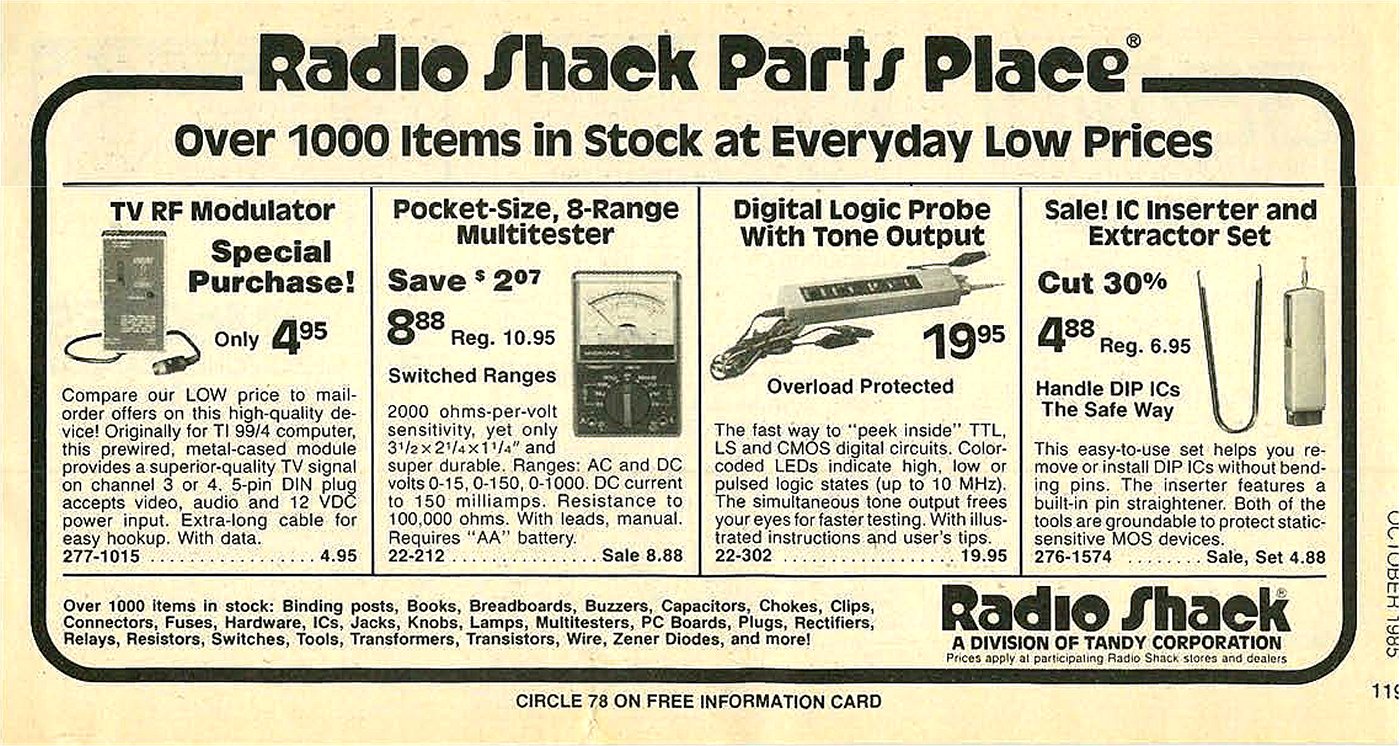 Radio Shack Parts Place®
Over 1000 Items in Stock at Everyday Low Prices
TV RF Modulator
Special
Purchase!
Only 4 95
Compare our LOW price to mail-
order offers on this high-quality de-
vice! Originally for TI 99/4 computer,
this prewired, metal-cased module
provides a superior-quality TV signal
on channel 3 or 4. 5-pin DIN plug
accepts video, audio and 12 VDC
power input. Extra-long cable for
easy hookup. With data.
277-1015 . . . . . . . . . . . . . . . . . 4.95
Pocket-Size, 8-Range
Multitester
Save $ 2 07
8 88 Reg. 10.95
Switched Ranges
2000 ohms-per-volt
sensitivity, yet only
3 1/2 × 2 1/4 × 1 1/4" and
super durable. Ranges: AC and DC
volts 0-15, 0-150, 0-1000. DC current
to 150 milliamps. Resistance to
100,000 ohms. With leads, manual.
Requires "AA" battery.
22-212 . . . . . . . . . . . . . . Sale 8.88
Digital Logic Probe
With Tone Output
19 95
Overload Protected
The fast way to "peek inside" TTL,
LS and CMOS digital circuits. Color-
coded LEDs indicate high, low or
pulsed logic states (up to 10 MHz).
The simultaneous tone output frees
your eyes for faster testing. With illus-
trated instructions and user's tips.
22-302 . . . . . . . . . . . . . . . . . . 19.95
Sale! IC Inserter and
Extractor Set
Cut 30%
4 88 Reg. 6.95
Handle DIP ICs
The Safe Way
This easy-to-use set helps you re-
move or install DIP ICs without bend-
ing pins. The inserter features a
built-in pin straightener. Both of the
tools are groundable to protect static-
sensitive MOS devices.
276-1574 . . . . . . . . Sale, Set 4.88
Over 1000 items in stock: Binding posts, Books, Breadboards, Buzzers, Capacitors, Chokes, Clips,
Connectors, Fuses, Hardware, ICs, Jacks, Knobs, Lamps, Multitesters, PC Boards, Plugs, Rectifiers,
Relays, Resistors, Switches, Tools, Transformers, Transistors, Wire, Zener Diodes, and more!
Radio Shack®
A DIVISION OF TANDY CORPORATION
Prices apply at participating Radio Shack stores and dealers
CIRCLE 78 ON FREE INFORMATION CARD
OCTOBER 1985
119